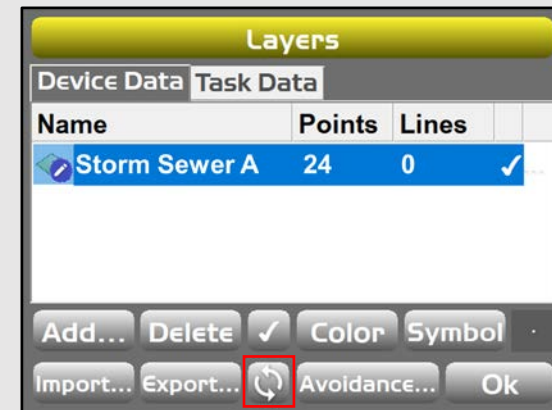 Layers
Device Data Task Data
Name Points Lines
Storm Sewer A 24 0 ✓ ...
Add... Delete ✓ Color Symbol
Import... Export... Avoidance... Ok